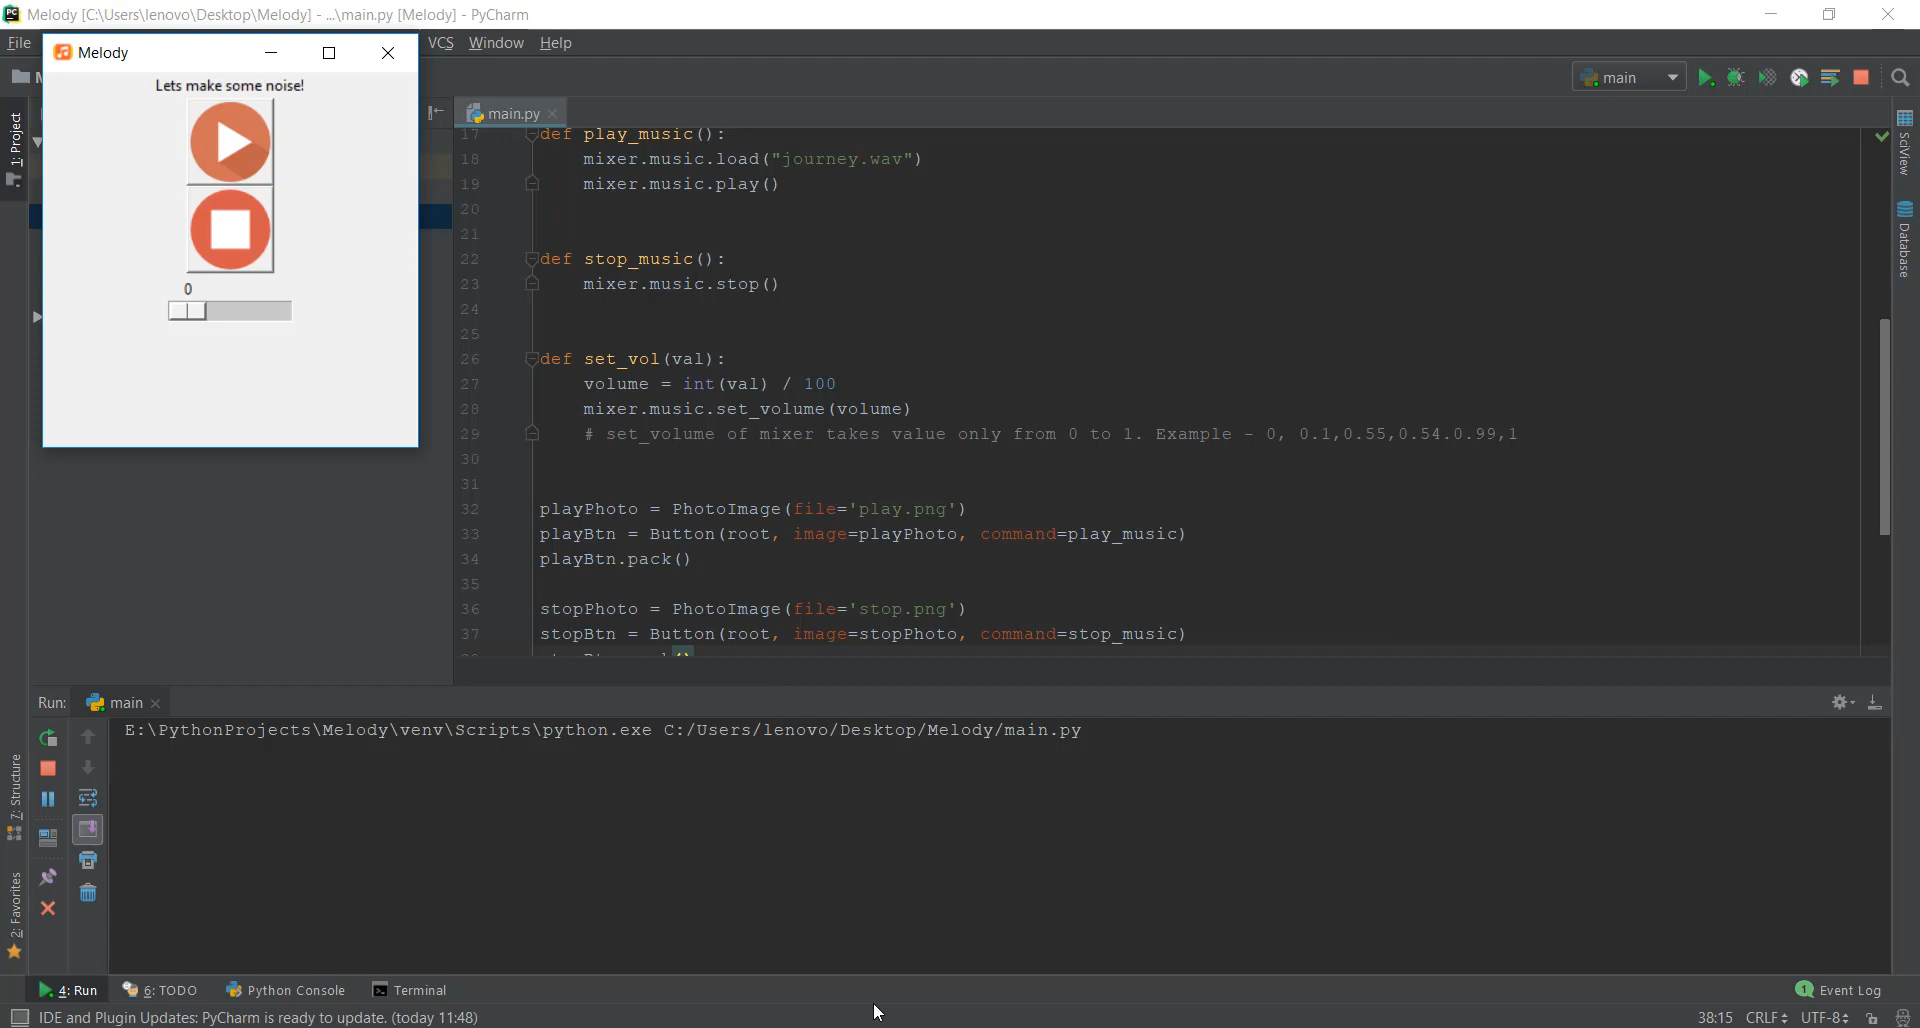 Melody [C:\Users\lenovo\Desktop\Melody] - ...\main.py [Melody] - PyCharm
File
VCS Window Help
Melody
Lets make some noise!
0
main
1: Project
main.py
17 def play_music():
18 mixer.music.load("journey.wav")
19 mixer.music.play()
20
21
22 def stop_music():
23 mixer.music.stop()
24
25
26 def set_vol(val):
27 volume = int(val) / 100
28 mixer.music.set_volume(volume)
29 # set_volume of mixer takes value only from 0 to 1. Example - 0, 0.1,0.55,0.54.0.99,1
30
31
32 playPhoto = PhotoImage(file='play.png')
33 playBtn = Button(root, image=playPhoto, command=play_music)
34 playBtn.pack()
35
36 stopPhoto = PhotoImage(file='stop.png')
37 stopBtn = Button(root, image=stopPhoto, command=stop_music)
SciView
Database
Run: main
E:\PythonProjects\Melody\venv\Scripts\python.exe C:/Users/lenovo/Desktop/Melody/main.py
7: Structure
2: Favorites
4: Run 6: TODO Python Console Terminal
1 Event Log
IDE and Plugin Updates: PyCharm is ready to update. (today 11:48)
38:15 CRLF UTF-8